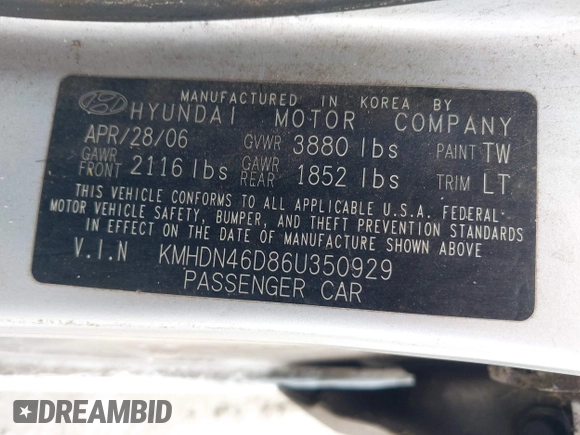 MANUFACTURED IN KOREA BY
HYUNDAI MOTOR COMPANY
APR/28/06 GVWR 3880 lbs PAINT TW
GAWR FRONT 2116 lbs GAWR REAR 1852 lbs TRIM LT
THIS VEHICLE CONFORMS TO ALL APPLICABLE U.S.A. FEDERAL
MOTOR VEHICLE SAFETY, BUMPER, AND THEFT PREVENTION STANDARDS
IN EFFECT ON THE DATE OF MANUFACTURE SHOWN ABOVE
V.I.N KMHDN46D86U350929
PASSENGER CAR
DREAMBID